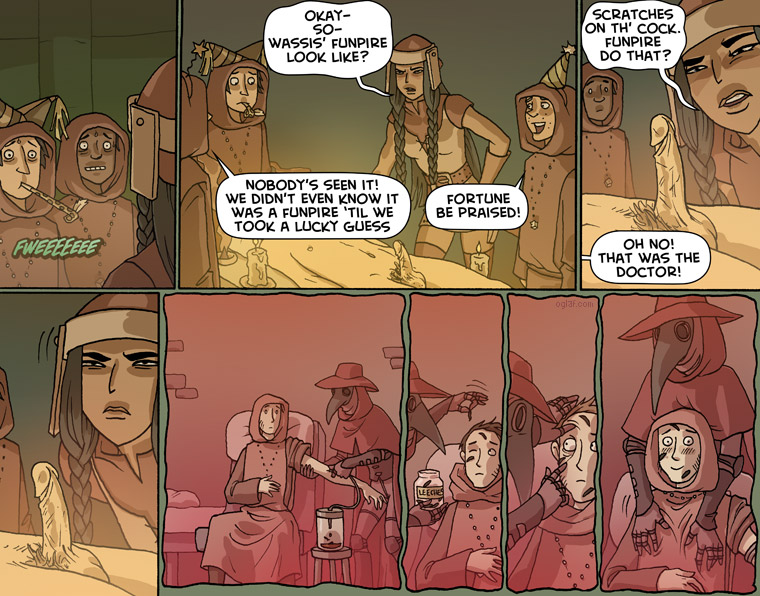 FWEEEEEEE
OKAY-
SO-
WASSIS' FUNPIRE
LOOK LIKE?
NOBODY'S SEEN IT!
WE DIDN'T EVEN KNOW IT
WAS A FUNPIRE 'TIL WE
TOOK A LUCKY GUESS
FORTUNE
BE PRAISED!
SCRATCHES
ON TH' COCK.
FUNPIRE
DO THAT?
OH NO!
THAT WAS THE
DOCTOR!
oglaf.com
LEECHES